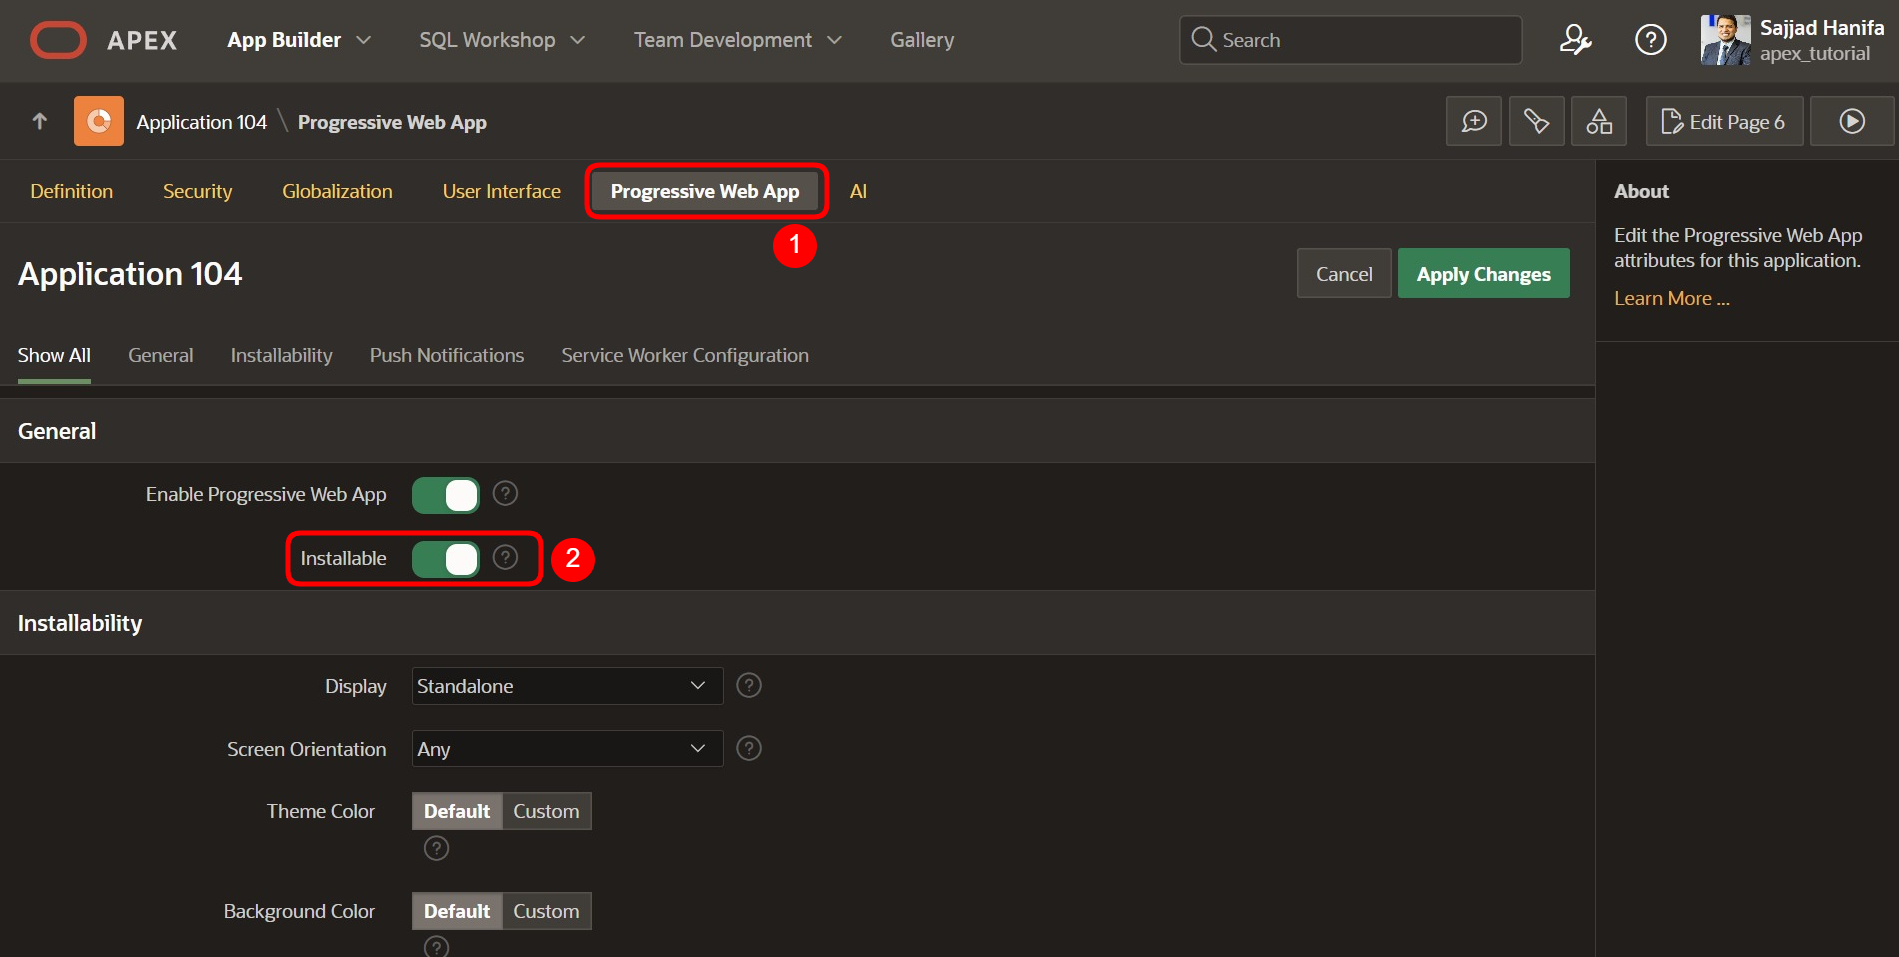 APEX App Builder SQL Workshop Team Development Gallery Search Sajjad Hanifa
apex_tutorial
Application 104 \ Progressive Web App Edit Page 6
Definition Security Globalization User Interface Progressive Web App AI
1
About
Edit the Progressive Web App
attributes for this application.
Learn More ...
Application 104 Cancel Apply Changes
Show All General Installability Push Notifications Service Worker Configuration
General
Enable Progressive Web App ?
Installable ? 2
Installability
Display Standalone ?
Screen Orientation Any ?
Theme Color Default Custom
?
Background Color Default Custom
?